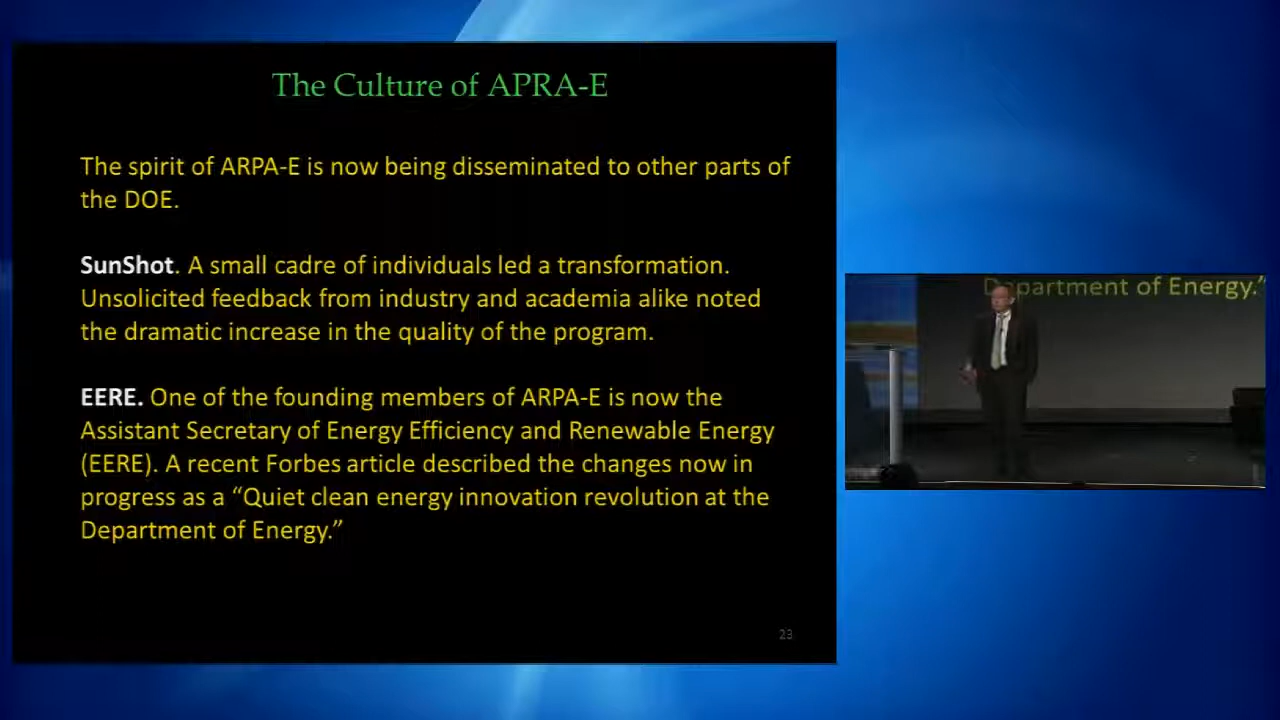 The Culture of APRA-E
The spirit of ARPA-E is now being disseminated to other parts of
the DOE.
SunShot. A small cadre of individuals led a transformation.
Unsolicited feedback from industry and academia alike noted
the dramatic increase in the quality of the program.
EERE. One of the founding members of ARPA-E is now the
Assistant Secretary of Energy Efficiency and Renewable Energy
(EERE). A recent Forbes article described the changes now in
progress as a “Quiet clean energy innovation revolution at the
Department of Energy.”
23
Department of Energy.”